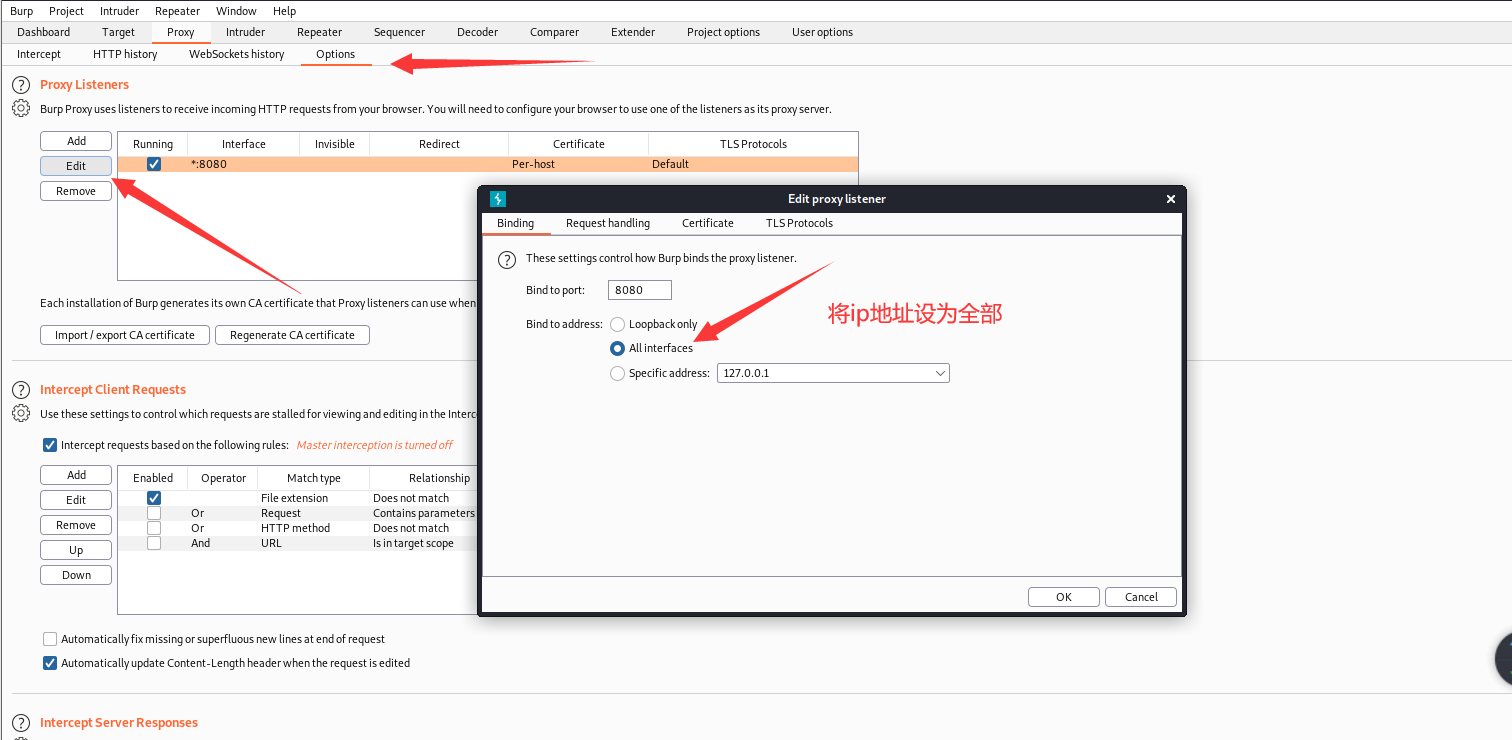 Burp Project Intruder Repeater Window Help
Dashboard Target Proxy Intruder Repeater Sequencer Decoder Comparer Extender Project options User options
Intercept HTTP history WebSockets history Options
Proxy Listeners
Burp Proxy uses listeners to receive incoming HTTP requests from your browser. You will need to configure your browser to use one of the listeners as its proxy server.
Add
Edit
Remove
Running Interface Invisible Redirect Certificate TLS Protocols
*:8080 Per-host Default
Each installation of Burp generates its own CA certificate that Proxy listeners can use when
Import / export CA certificate Regenerate CA certificate
Edit proxy listener
Binding Request handling Certificate TLS Protocols
These settings control how Burp binds the proxy listener.
Bind to port: 8080
Bind to address: Loopback only
All interfaces
Specific address: 127.0.0.1
将ip地址设为全部
OK Cancel
Intercept Client Requests
Use these settings to control which requests are stalled for viewing and editing in the Interc
Intercept requests based on the following rules: Master interception is turned off
Add
Edit
Remove
Up
Down
Enabled Operator Match type Relationship
File extension Does not match
Or Request Contains parameters
Or HTTP method Does not match
And URL Is in target scope
Automatically fix missing or superfluous new lines at end of request
Automatically update Content-Length header when the request is edited
Intercept Server Responses